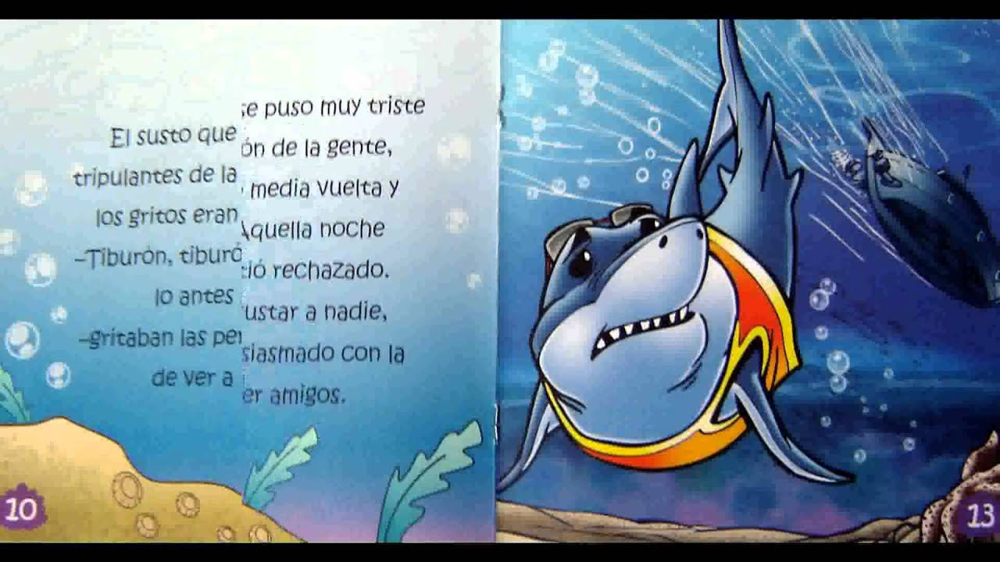 El susto que
tripulantes de la
los gritos eran
–Tiburón, tiburó
lo antes
–gritaban las per
de ver a
se puso muy triste
ón de la gente,
media vuelta y
Aquella noche
ió rechazado.
ustar a nadie,
siasmado con la
er amigos.
10
13